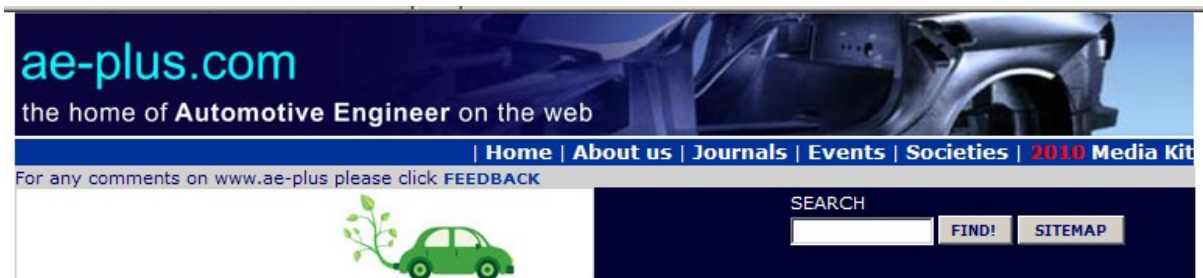 ae-plus.com
the home of Automotive Engineer on the web
| Home | About us | Journals | Events | Societies | 2010 Media Kit
For any comments on www.ae-plus please click FEEDBACK
SEARCH
FIND! SITEMAP